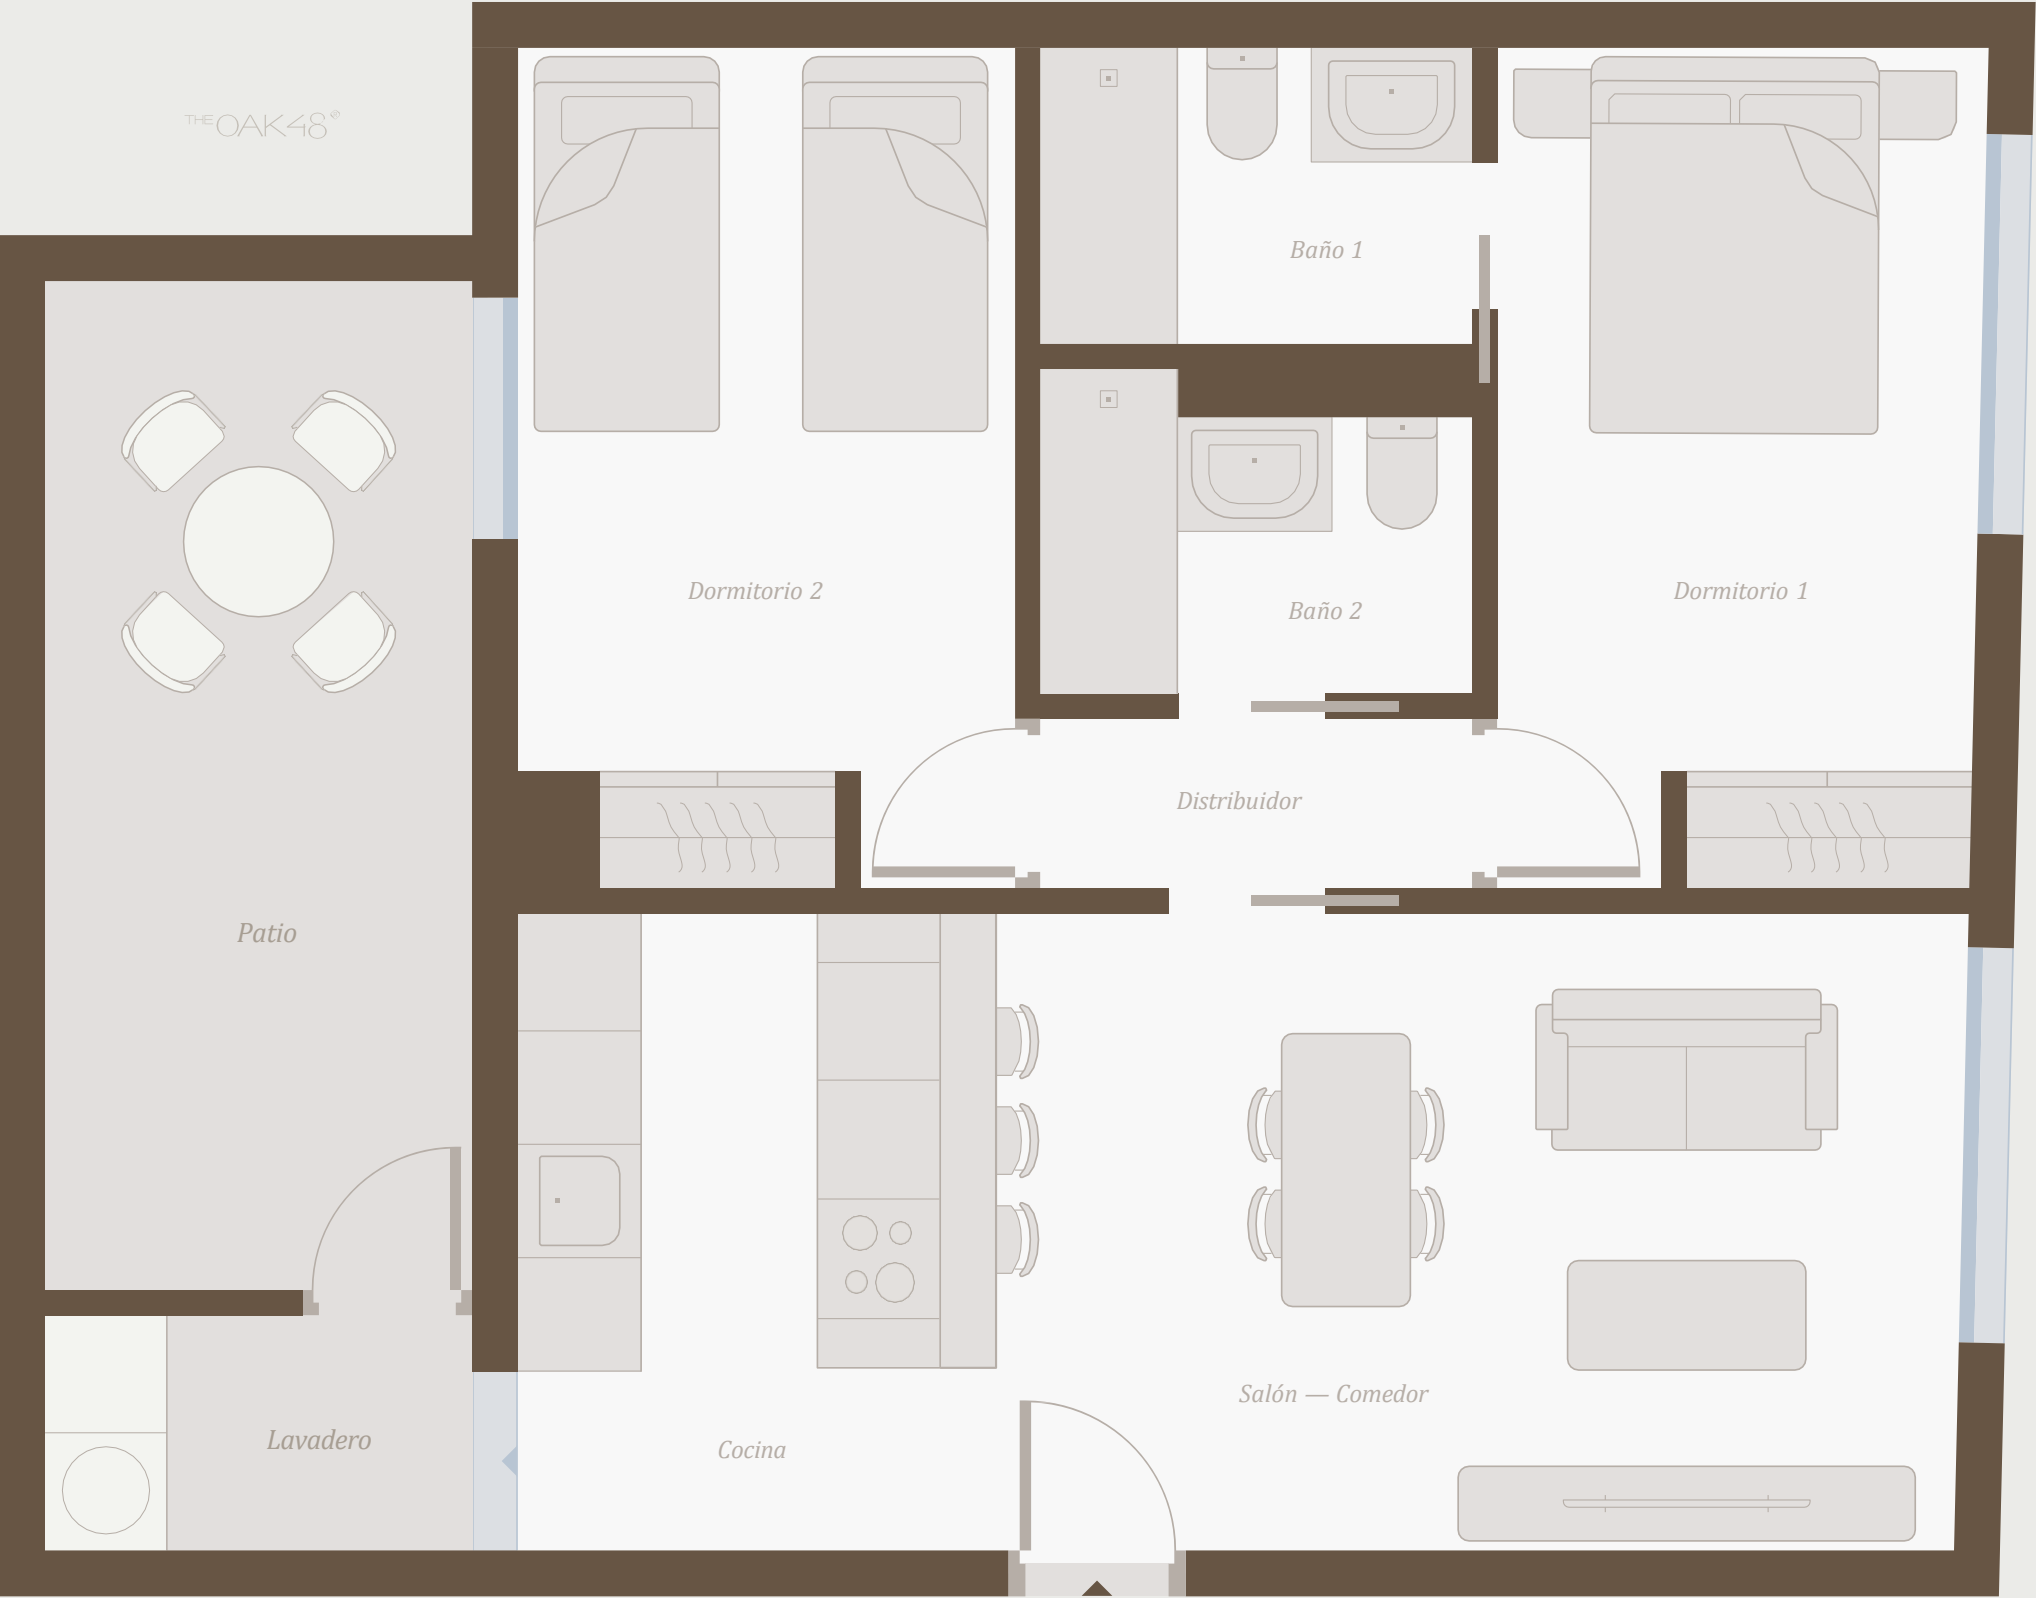 THE OAK48®
Baño 1
Dormitorio 2
Dormitorio 1
Baño 2
Distribuidor
Patio
Salón — Comedor
Lavadero
Cocina